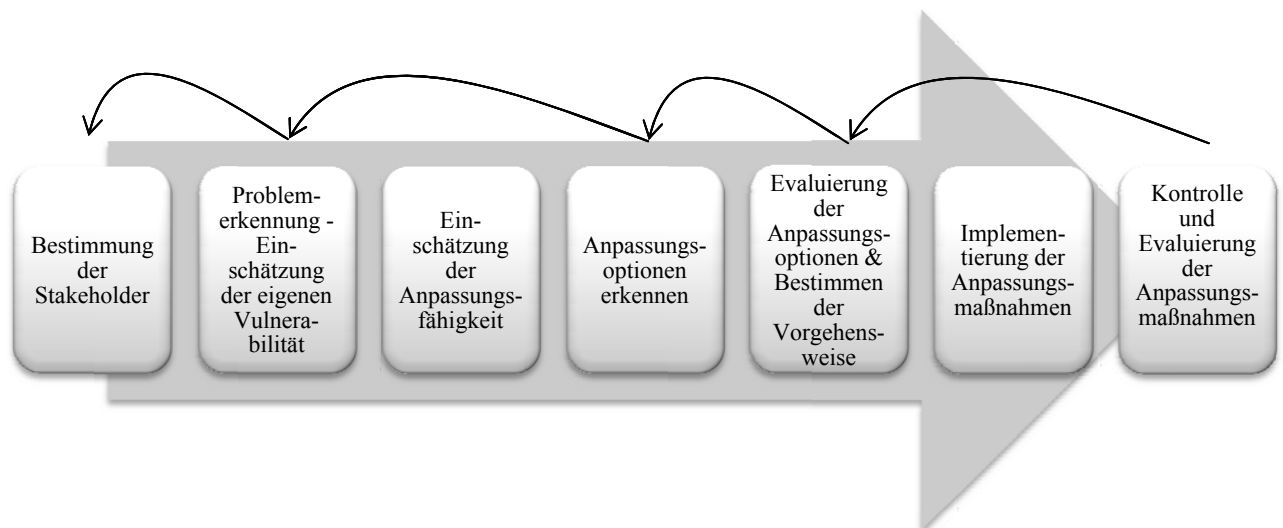 Bestimmung
der
Stakeholder
Problem-
erkennung -
Ein-
schätzung
der eigenen
Vulnera-
bilität
Ein-
schätzung
der
Anpassungs-
fähigkeit
Anpassungs-
optionen
erkennen
Evaluierung
der
Anpassungs-
optionen &
Bestimmen
der
Vorgehens-
weise
Implemen-
tierung der
Anpassungs-
maßnahmen
Kontrolle
und
Evaluierung
der
Anpassungs-
maßnahmen